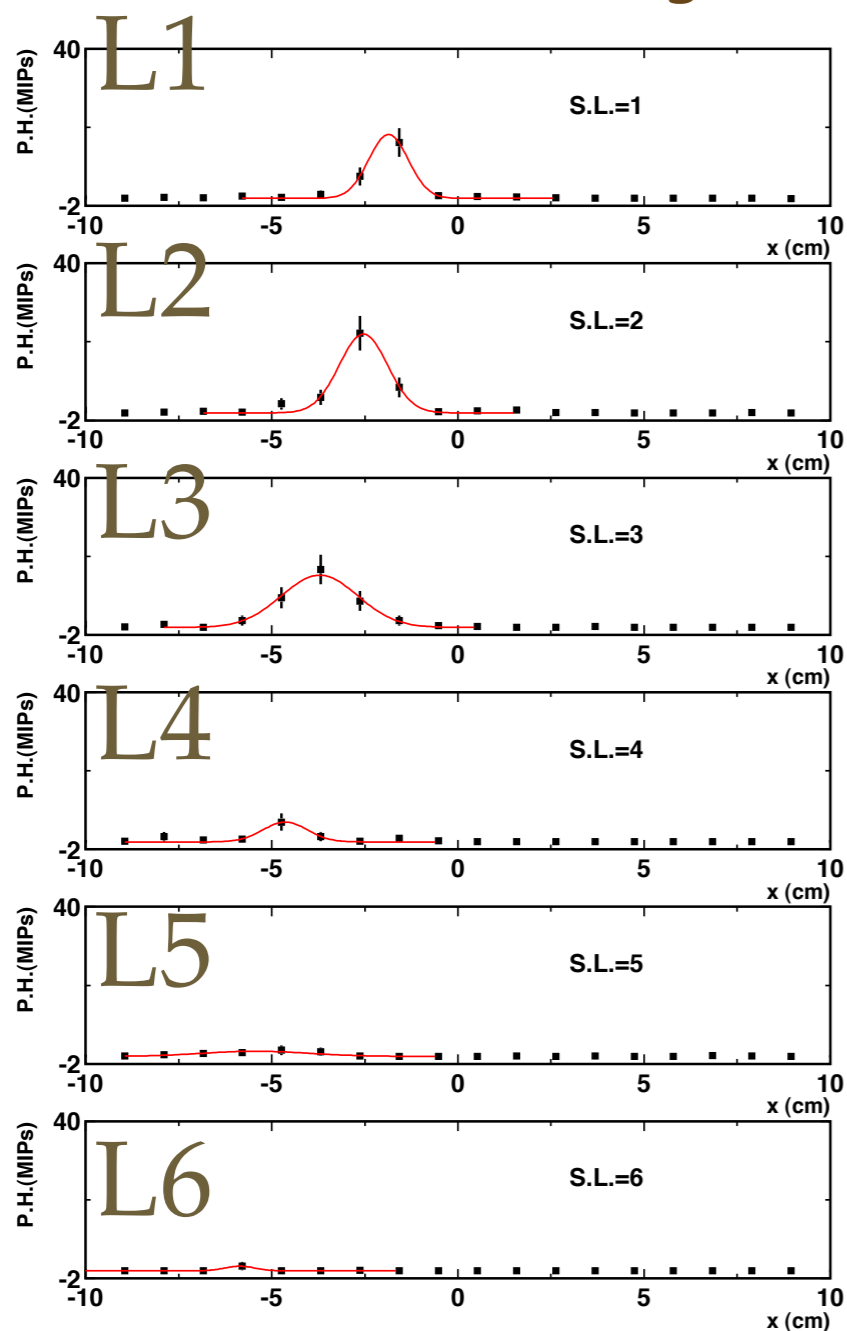 L1
40
P.H.(MIPs)
S.L.=1
-2
-10 -5 0 5 10
x (cm)
L2
40
P.H.(MIPs)
S.L.=2
-2
-10 -5 0 5 10
x (cm)
L3
40
P.H.(MIPs)
S.L.=3
-2
-10 -5 0 5 10
x (cm)
L4
40
P.H.(MIPs)
S.L.=4
-2
-10 -5 0 5 10
x (cm)
L5
40
P.H.(MIPs)
S.L.=5
-2
-10 -5 0 5 10
x (cm)
L6
40
P.H.(MIPs)
S.L.=6
-2
-10 -5 0 5 10
x (cm)